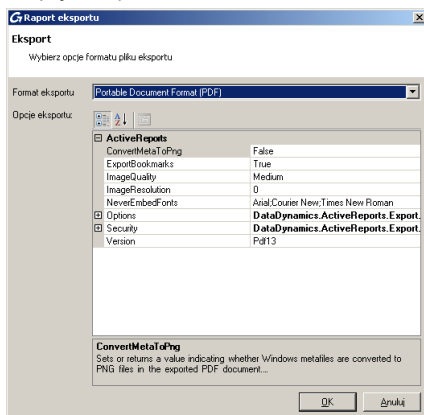 Raport eksportu
Eksport
Wybierz opcje formatu pliku eksportu
Format eksportu
Portable Document Format (PDF)
Opcje eksportu:
ActiveReports
ConvertMetaToPng False
ExportBookmarks True
ImageQuality Medium
ImageResolution 0
NeverEmbedFonts Arial;Courier New;Times New Roman
Options DataDynamics.ActiveReports.Export.
Security DataDynamics.ActiveReports.Export.
Version Pdf13
ConvertMetaToPng
Sets or returns a value indicating whether Windows metafiles are converted to
PNG files in the exported PDF document....
OK Anuluj